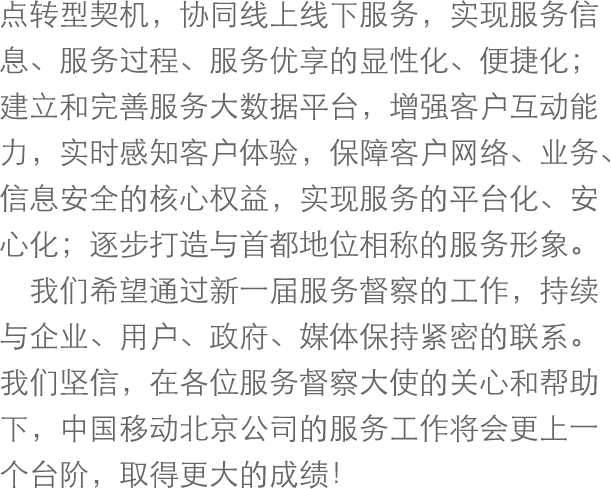 点转型契机，协同线上线下服务，实现服务信
息、服务过程、服务优享的显性化、便捷化；
建立和完善服务大数据平台，增强客户互动能
力，实时感知客户体验，保障客户网络、业务、
信息安全的核心权益，实现服务的平台化、安
心化；逐步打造与首都地位相称的服务形象。
我们希望通过新一届服务督察的工作，持续
与企业、用户、政府、媒体保持紧密的联系。
我们坚信，在各位服务督察大使的关心和帮助
下，中国移动北京公司的服务工作将会更上一
个台阶，取得更大的成绩！